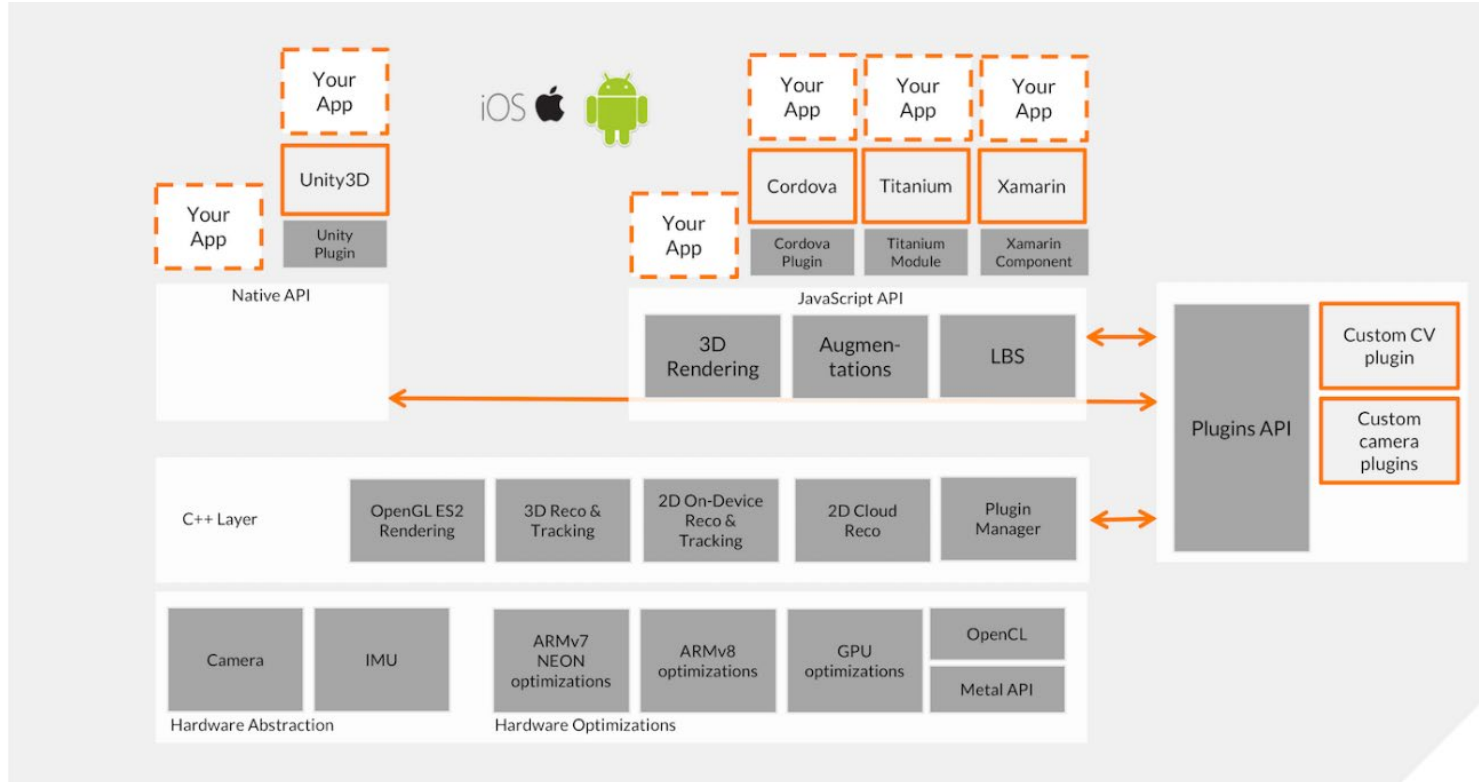 Your
App
Unity3D
Unity
Plugin
Your
App
Native API
iOS
Your
App
Your
App
Your
App
Cordova
Titanium
Xamarin
Your
App
Cordova
Plugin
Titanium
Module
Xamarin
Component
JavaScript API
3D
Rendering
Augmen-
tations
LBS
Plugins API
Custom CV
plugin
Custom
camera
plugins
C++ Layer
OpenGL ES2
Rendering
3D Reco &
Tracking
2D On-Device
Reco &
Tracking
2D Cloud
Reco
Plugin
Manager
Camera
IMU
Hardware Abstraction
ARMv7
NEON
optimizations
ARMv8
optimizations
GPU
optimizations
OpenCL
Metal API
Hardware Optimizations